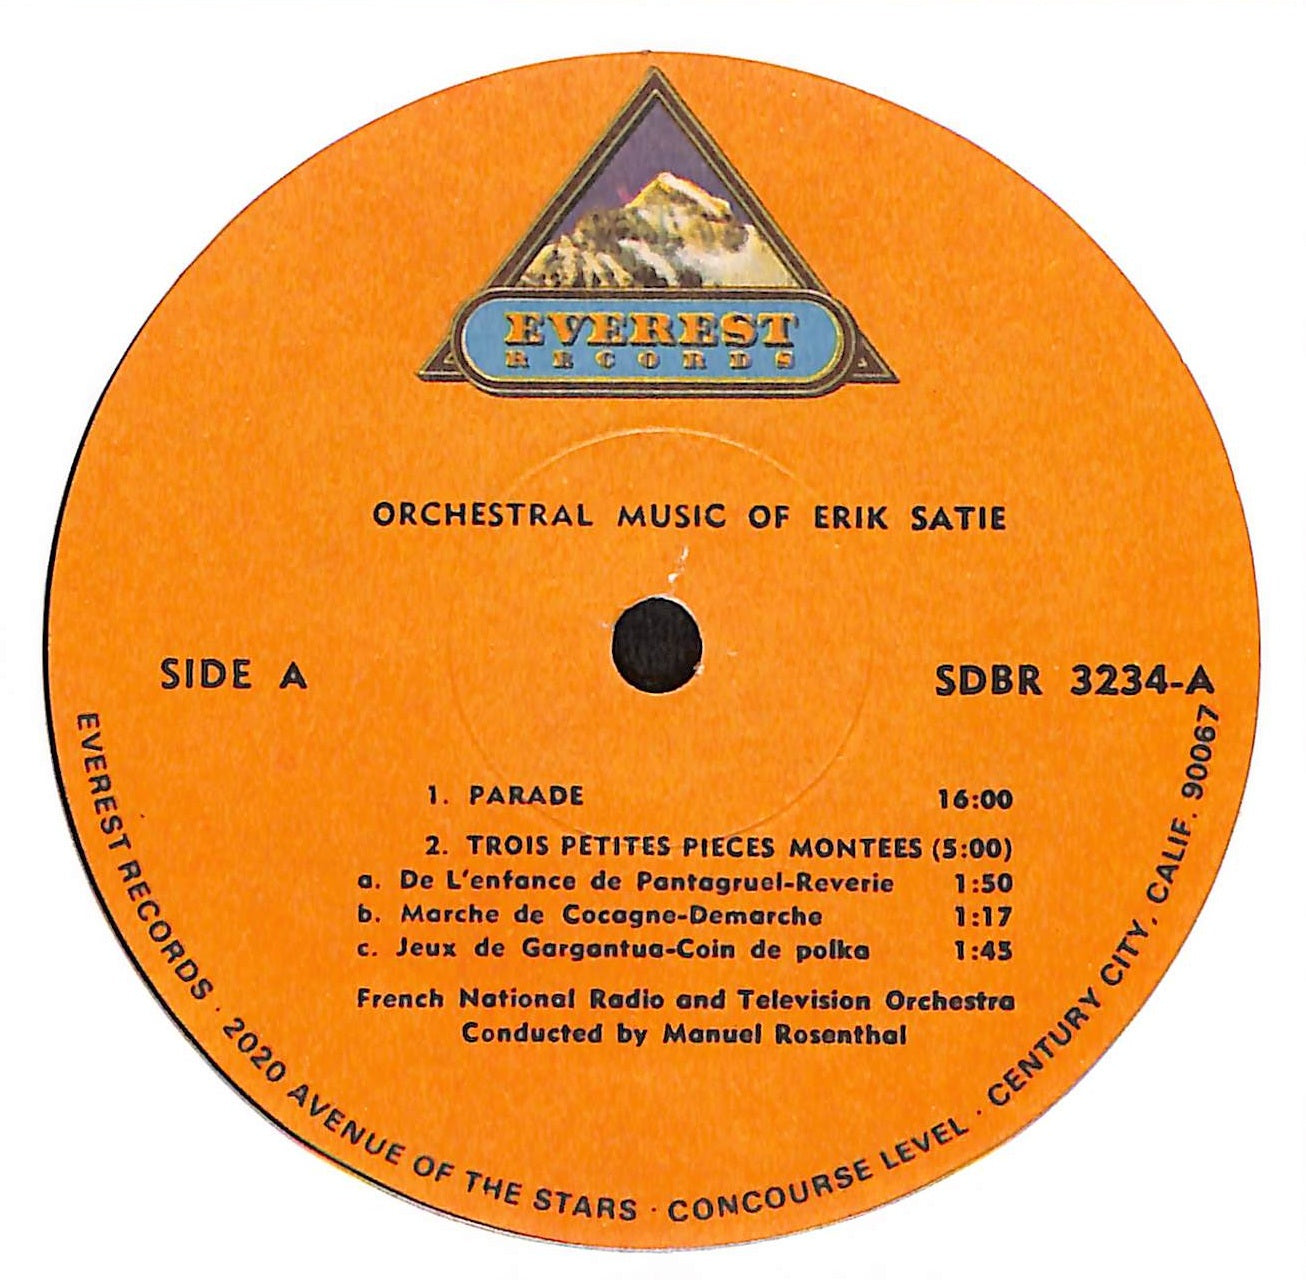 EVEREST
RECORDS
ORCHESTRAL MUSIC OF ERIK SATIE
SIDE A
SDBR 3234-A
1. PARADE 16:00
2. TROIS PETITES PIECES MONTEES (5:00)
a. De L'enfance de Pantagruel-Reverie 1:50
b. Marche de Cocagne-Demarche 1:17
c. Jeux de Gargantua-Coin de polka 1:45
French National Radio and Television Orchestra
Conducted by Manuel Rosenthal
EVEREST RECORDS · 2020 AVENUE OF THE STARS · CONCOURSE LEVEL · CENTURY CITY, CALIF. 90067